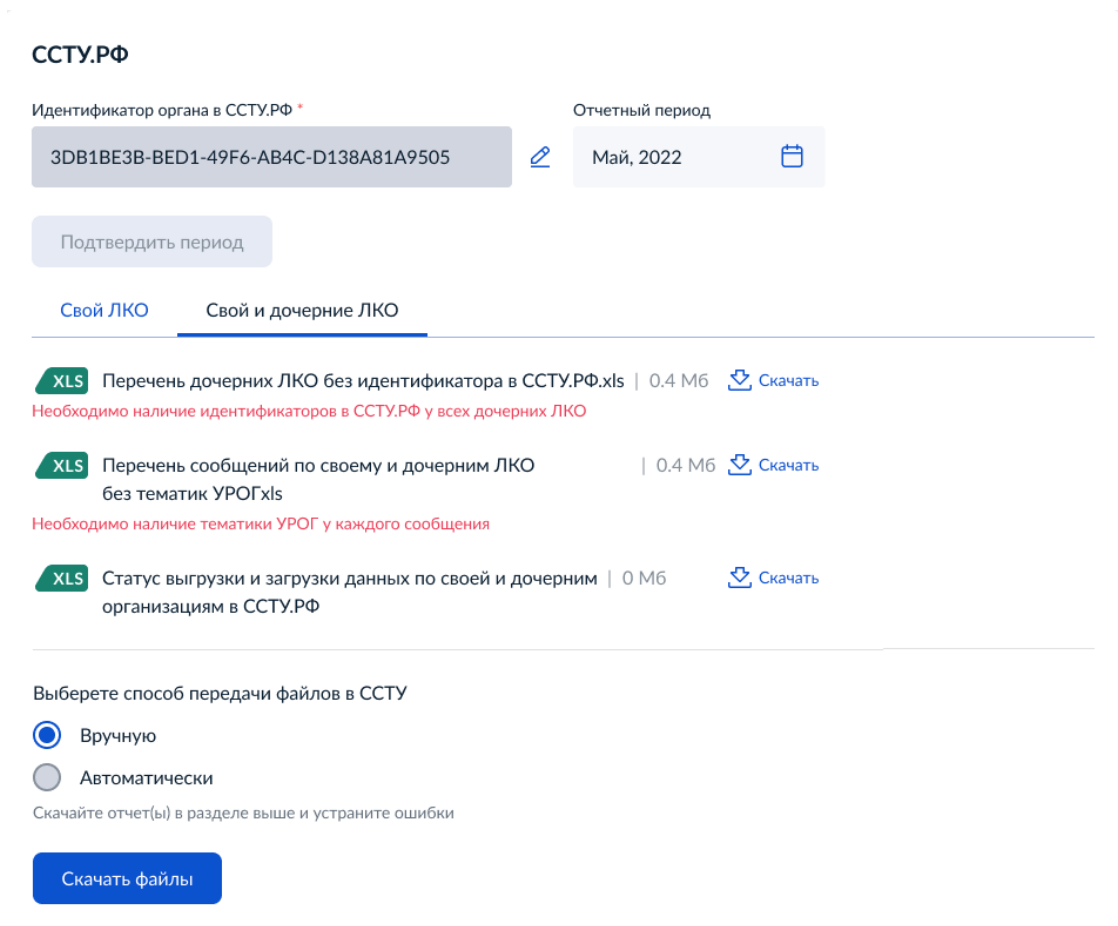 ССТУ.РФ
Идентификатор органа в ССТУ.РФ *
Отчетный период
3DB1BE3B-BED1-49F6-AB4C-D138A81A9505
Май, 2022
Подтвердить период
Свой ЛКО
Свой и дочерние ЛКО
XLS Перечень дочерних ЛКО без идентификатора в ССТУ.РФ.xls | 0.4 Мб Скачать
Необходимо наличие идентификаторов в ССТУ.РФ у всех дочерних ЛКО
XLS Перечень сообщений по своему и дочерним ЛКО | 0.4 Мб Скачать
без тематик УРОГxls
Необходимо наличие тематики УРОГ у каждого сообщения
XLS Статус выгрузки и загрузки данных по своей и дочерним | 0 Мб Скачать
организациям в ССТУ.РФ
Выберете способ передачи файлов в ССТУ
Вручную
Автоматически
Скачайте отчет(ы) в разделе выше и устраните ошибки
Скачать файлы